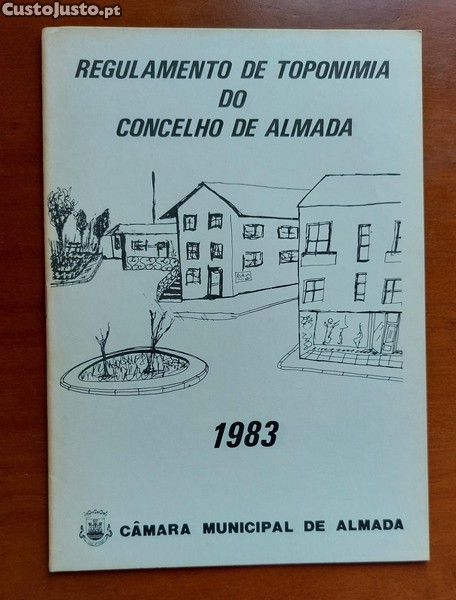 CustoJusto.pt
REGULAMENTO DE TOPONIMIA
DO
CONCELHO DE ALMADA
1983
CÂMARA MUNICIPAL DE ALMADA